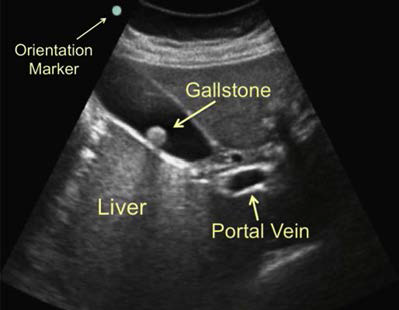 Orientation
Marker
Gallstone
Liver
Portal Vein